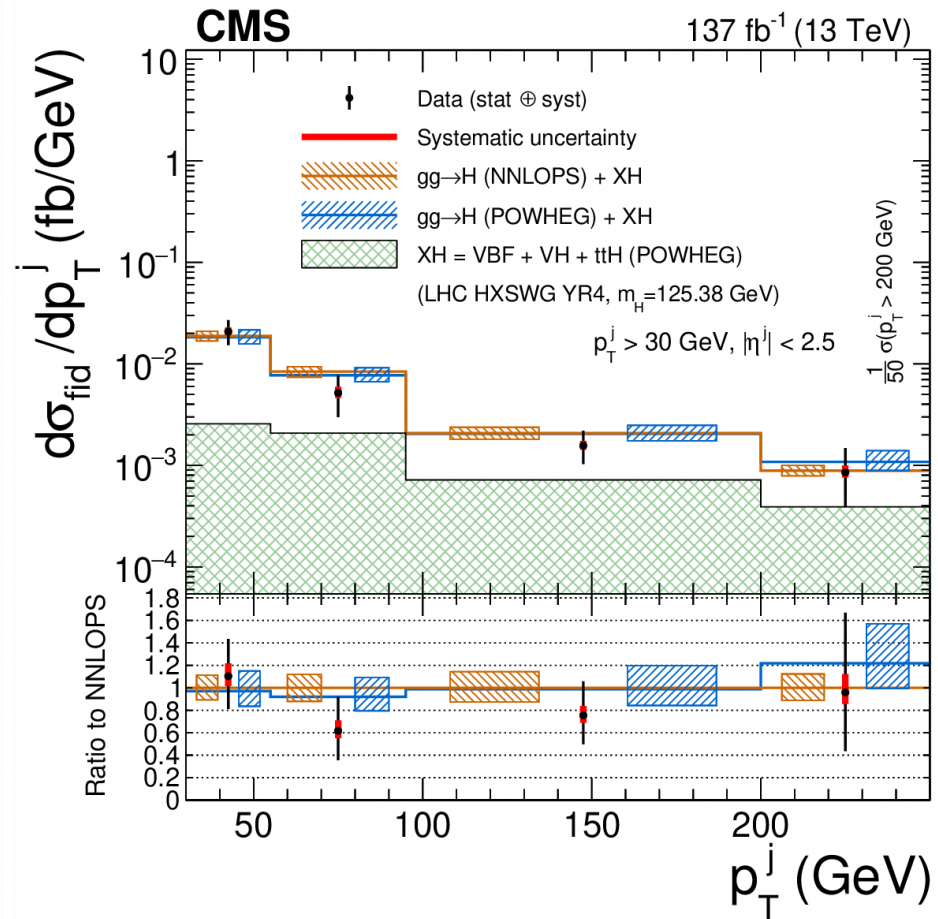 CMS
137 fb⁻¹ (13 TeV)
dσ_fid/dp_T^j (fb/GeV)
10
1
10⁻¹
10⁻²
10⁻³
10⁻⁴
Data (stat ⊕ syst)
Systematic uncertainty
gg→H (NNLOPS) + XH
gg→H (POWHEG) + XH
XH = VBF + VH + ttH (POWHEG)
(LHC HXSWG YR4, m_H=125.38 GeV)
p_T^j > 30 GeV, |η^j| < 2.5
1/50 σ(p_T^j > 200 GeV)
Ratio to NNLOPS
1.8
1.6
1.4
1.2
1
0.8
0.6
0.4
0.2
0
50 100 150 200
p_T^j (GeV)